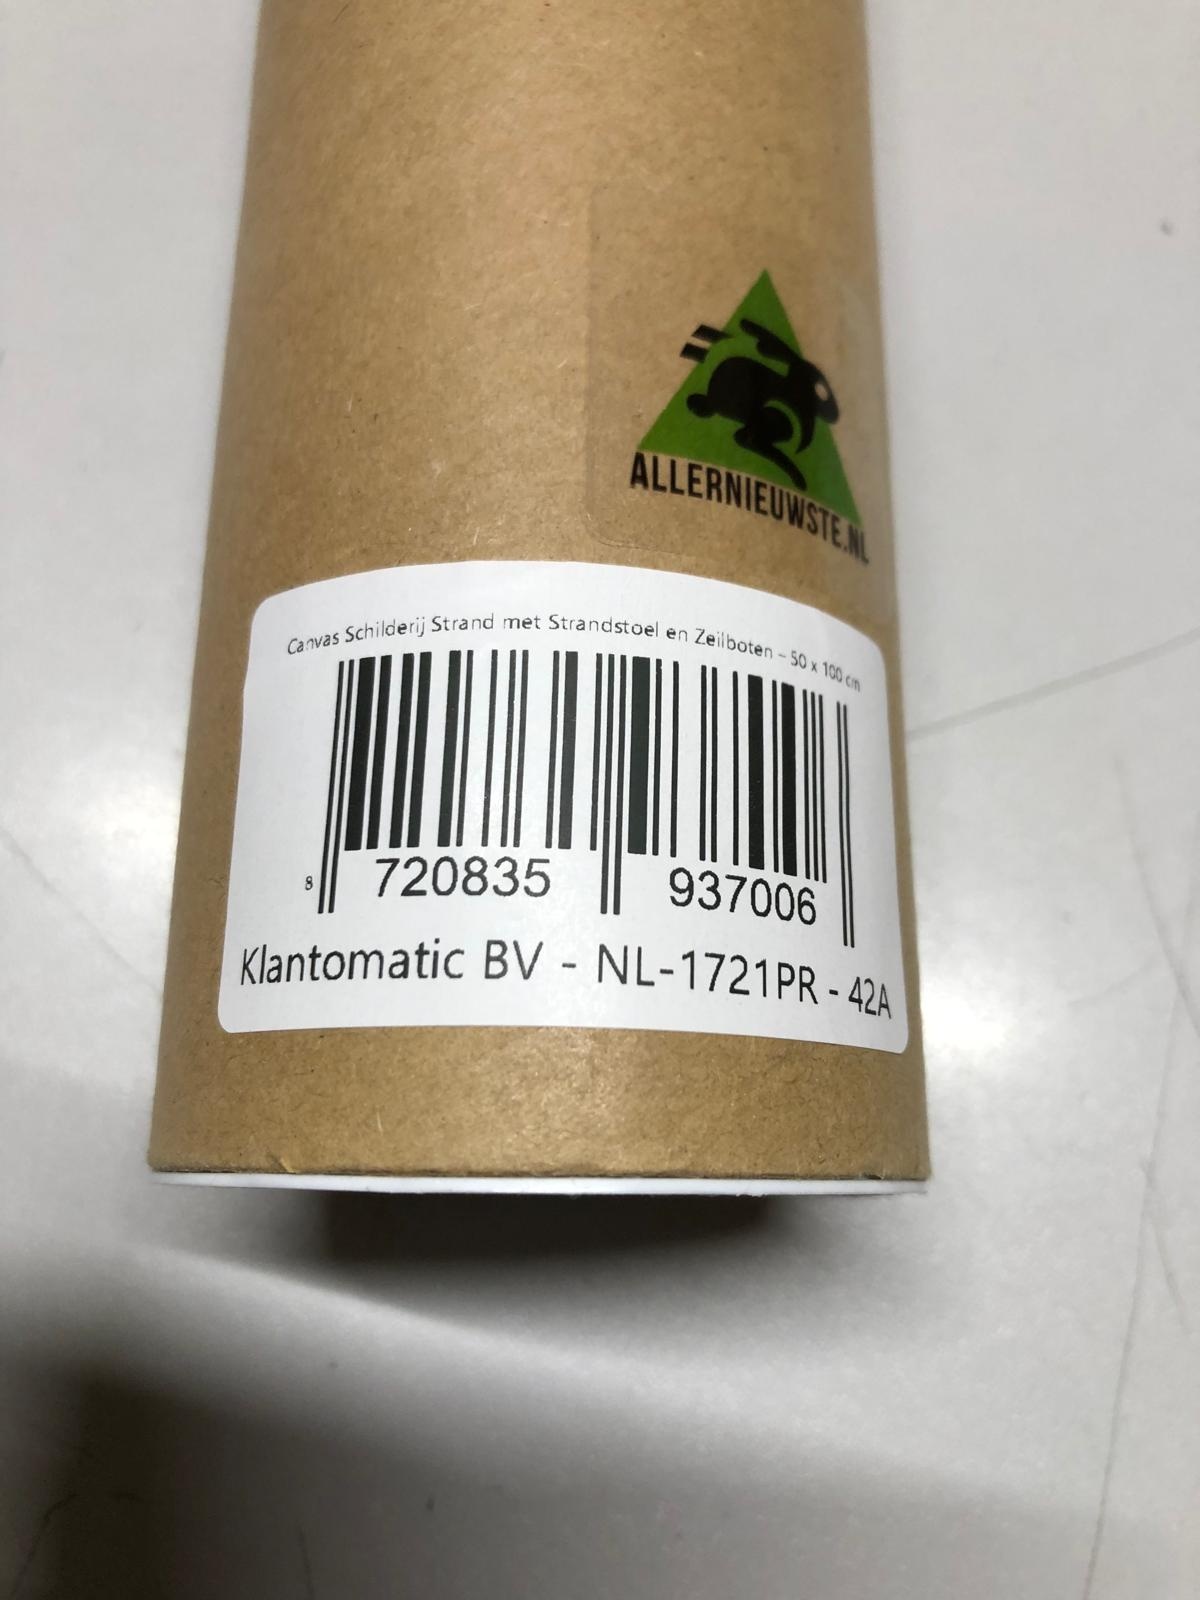 ALLERNIEUWSTE.NL
Canvas Schilderij Strand met Strandstoel en Zeilboten – 50 x 100 cm
8 720835 937006
Klantomatic BV - NL-1721PR - 42A